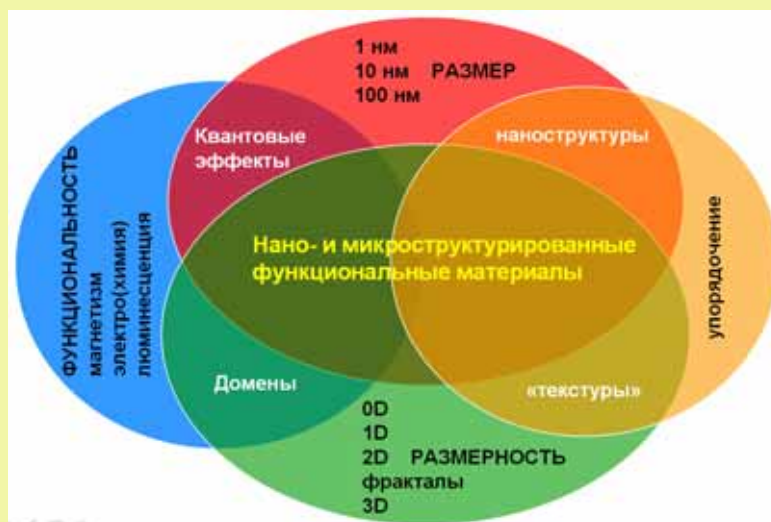 1 нм
10 нм РАЗМЕР
100 нм
Квантовые
эффекты
наноструктуры
ФУНКЦИОНАЛЬНОСТЬ
магнетизм
электро(химия)
люминесценция
Нано- и микроструктурированные
функциональные материалы
упорядочение
Домены
«текстуры»
0D
1D
2D РАЗМЕРНОСТЬ
фракталы
3D